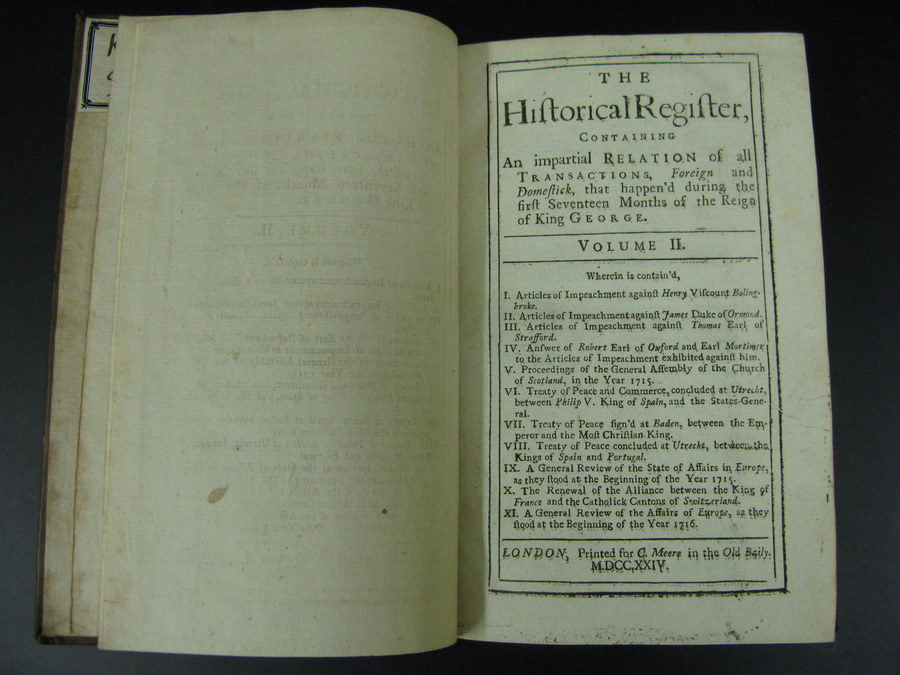 THE
Hiſtorical Regiſter,
CONTAINING
An impartial RELATION of all
TRANSACTIONS, Foreign and
Domeſtick, that happen'd during the
firſt Seventeen Months of the Reign
of King GEORGE.
VOLUME II.
Wherein is contain'd,
I. Articles of Impeachment againſt Henry Viſcount Boling-
broke.
II. Articles of Impeachment againſt James Duke of Ormond.
III. Articles of Impeachment againſt Thomas Earl of
Strafford.
IV. Anſwer of Robert Earl of Oxford and Earl Mortimer
to the Articles of Impeachment exhibited againſt him.
V. Proceedings of the General Aſſembly of the Church
of Scotland, in the Year 1715.
VI. Treaty of Peace and Commerce, concluded at Utrecht,
between Philip V. King of Spain, and the States-Gene-
ral.
VII. Treaty of Peace ſign'd at Baden, between the Em-
peror and the Moſt Chriſtian King.
VIII. Treaty of Peace concluded at Utrecht, between the
Kings of Spain and Portugal.
IX. A General Review of the State of Affairs in Europe,
as they ſtood at the Beginning of the Year 1715.
X. The Renewal of the Alliance between the King of
France and the Catholick Cantons of Switzerland.
XI. A General Review of the Affairs of Europe, as they
ſtood at the Beginning of the Year 1716.
LONDON, Printed for C. Meere in the Old Baily.
M.DCC.XXIV.